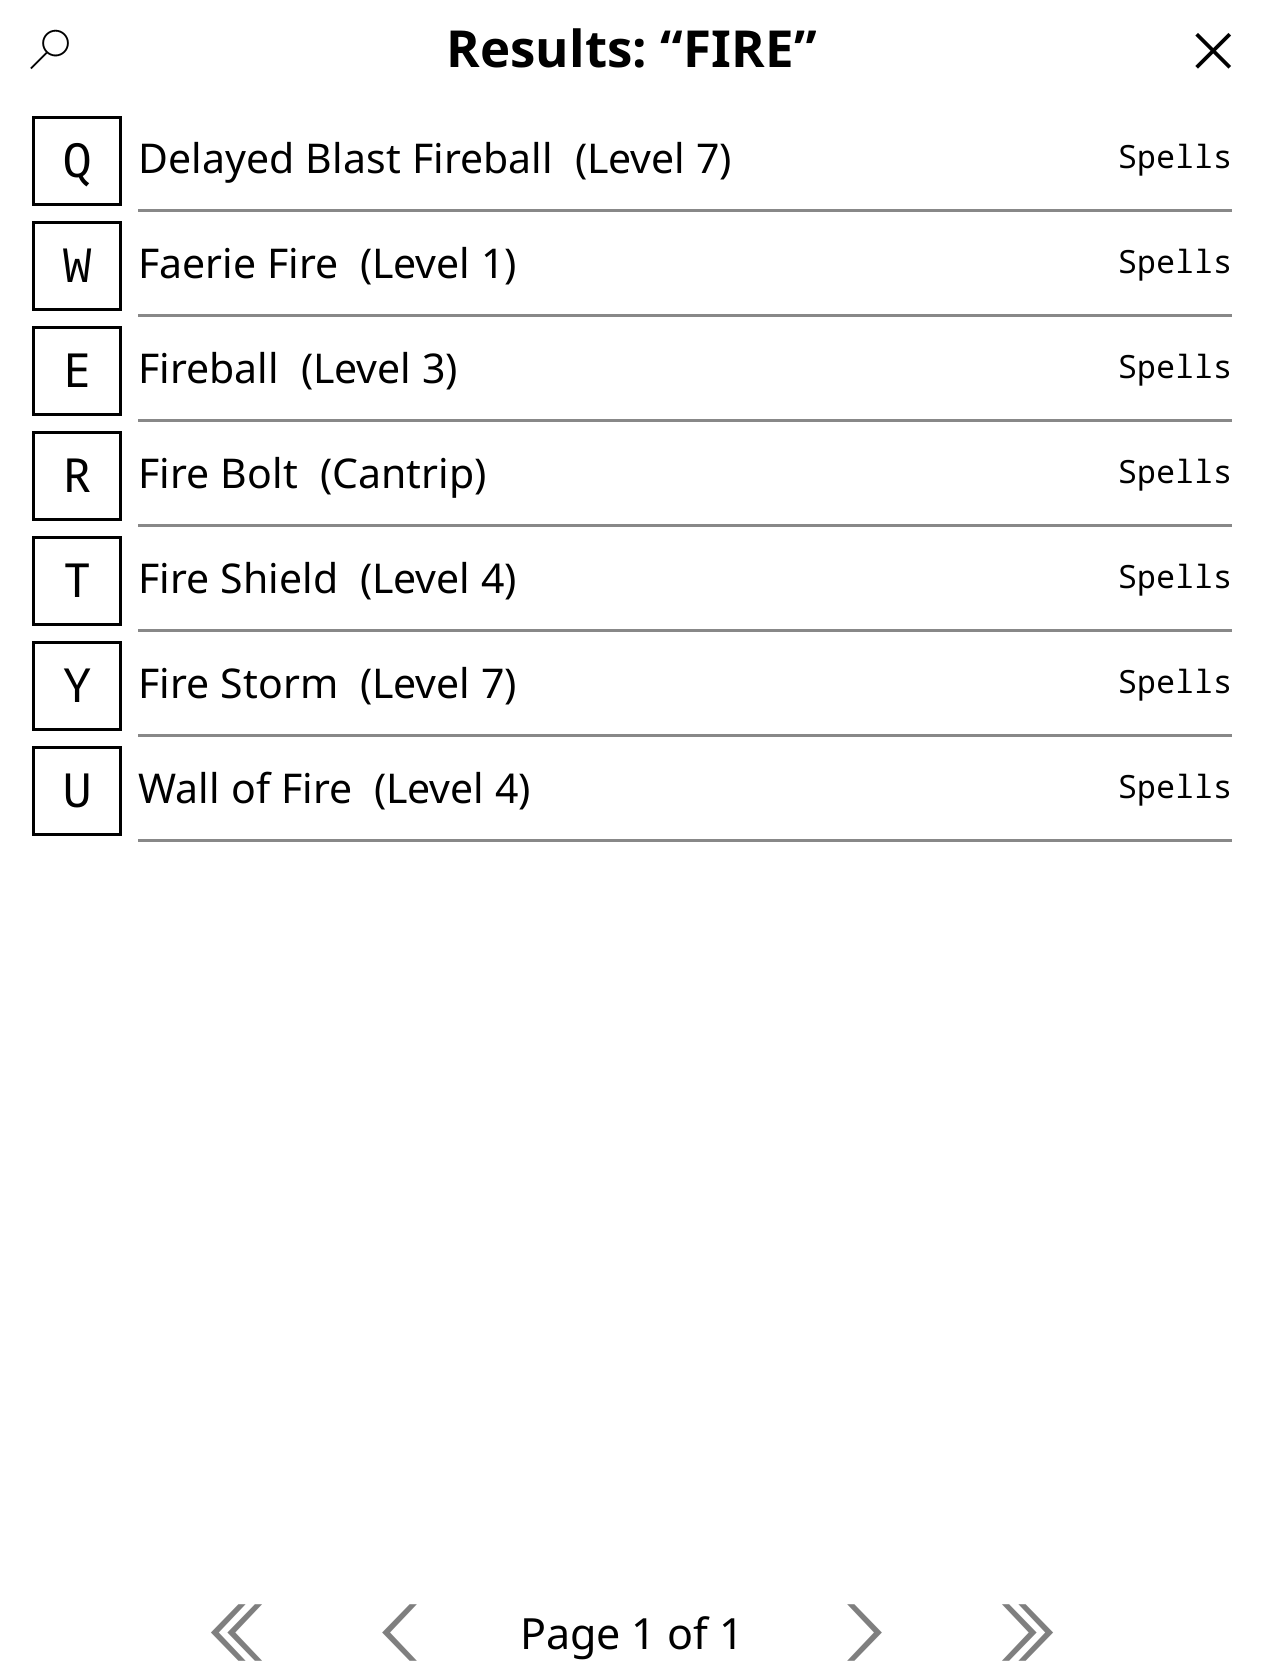 Results: “FIRE”
Q Delayed Blast Fireball (Level 7) Spells
W Faerie Fire (Level 1) Spells
E Fireball (Level 3) Spells
R Fire Bolt (Cantrip) Spells
T Fire Shield (Level 4) Spells
Y Fire Storm (Level 7) Spells
U Wall of Fire (Level 4) Spells
Page 1 of 1